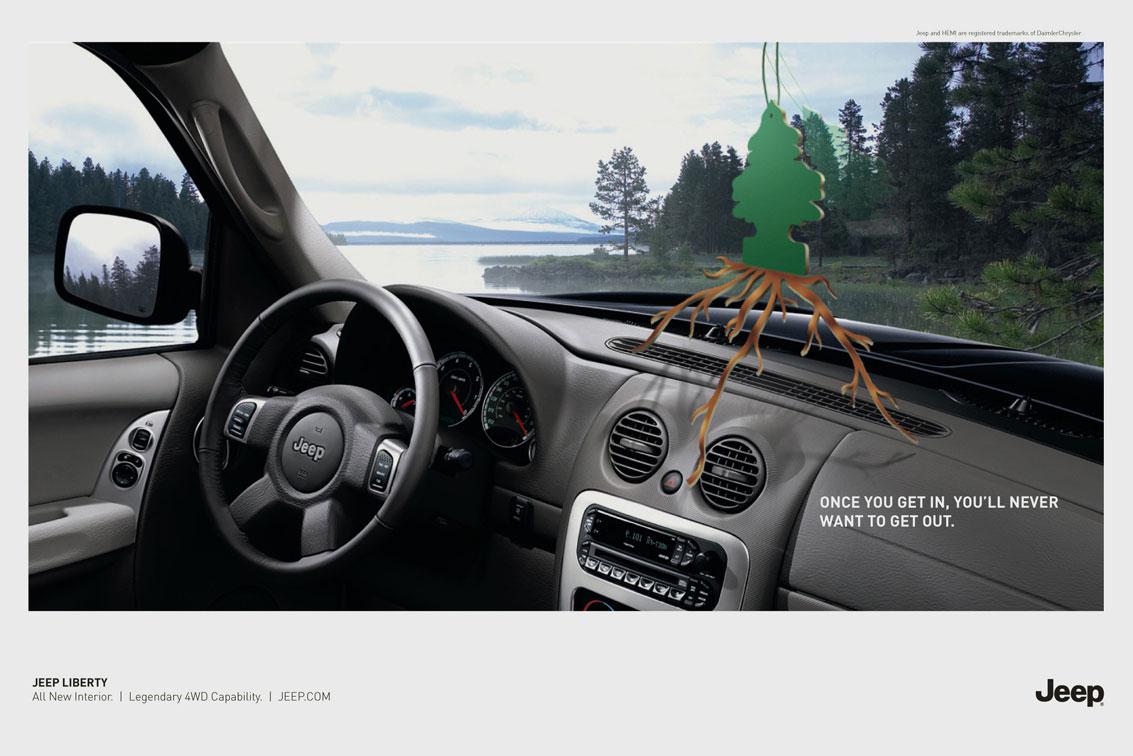 Jeep and HEMI are registered trademarks of DaimlerChrysler.
Jeep
ONCE YOU GET IN, YOU'LL NEVER
WANT TO GET OUT.
JEEP LIBERTY
All New Interior. | Legendary 4WD Capability. | JEEP.COM
Jeep